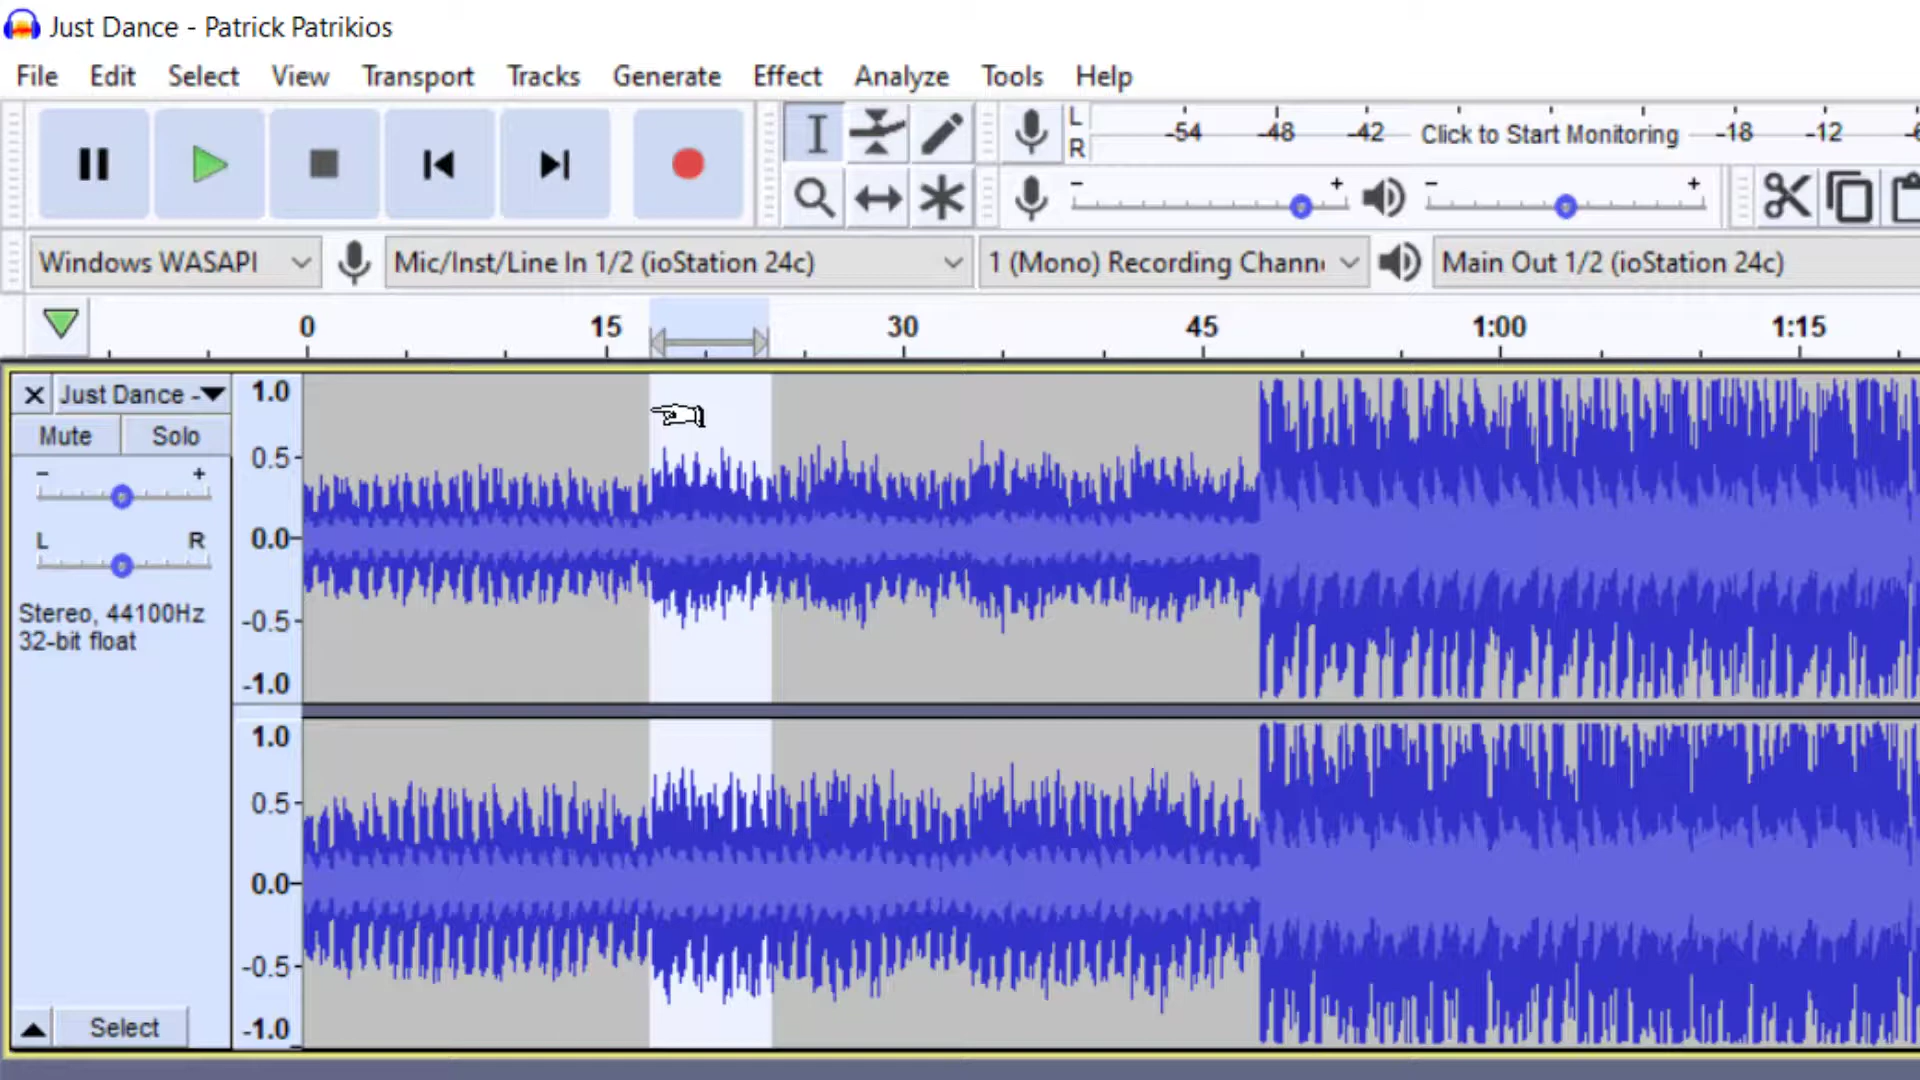 Just Dance - Patrick Patrikios
File Edit Select View Transport Tracks Generate Effect Analyze Tools Help
L
R
-54 -48 -42 Click to Start Monitoring -18 -12
- + - +
Windows WASAPI Mic/Inst/Line In 1/2 (ioStation 24c) 1 (Mono) Recording Chann Main Out 1/2 (ioStation 24c)
0 15 30 45 1:00 1:15
Just Dance -
Mute Solo
- +
L R
Stereo, 44100Hz
32-bit float
Select
1.0
0.5
0.0
-0.5
-1.0
1.0
0.5
0.0
-0.5
-1.0